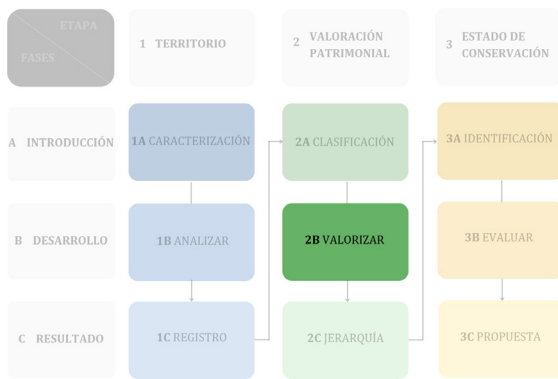 ETAPA
FASES
1 TERRITORIO
2 VALORACIÓN
PATRIMONIAL
3 ESTADO DE
CONSERVACIÓN
A INTRODUCCIÓN
1A CARACTERIZACIÓN
2A CLASIFICACIÓN
3A IDENTIFICACIÓN
B DESARROLLO
1B ANALIZAR
2B VALORIZAR
3B EVALUAR
C RESULTADO
1C REGISTRO
2C JERARQUÍA
3C PROPUESTA